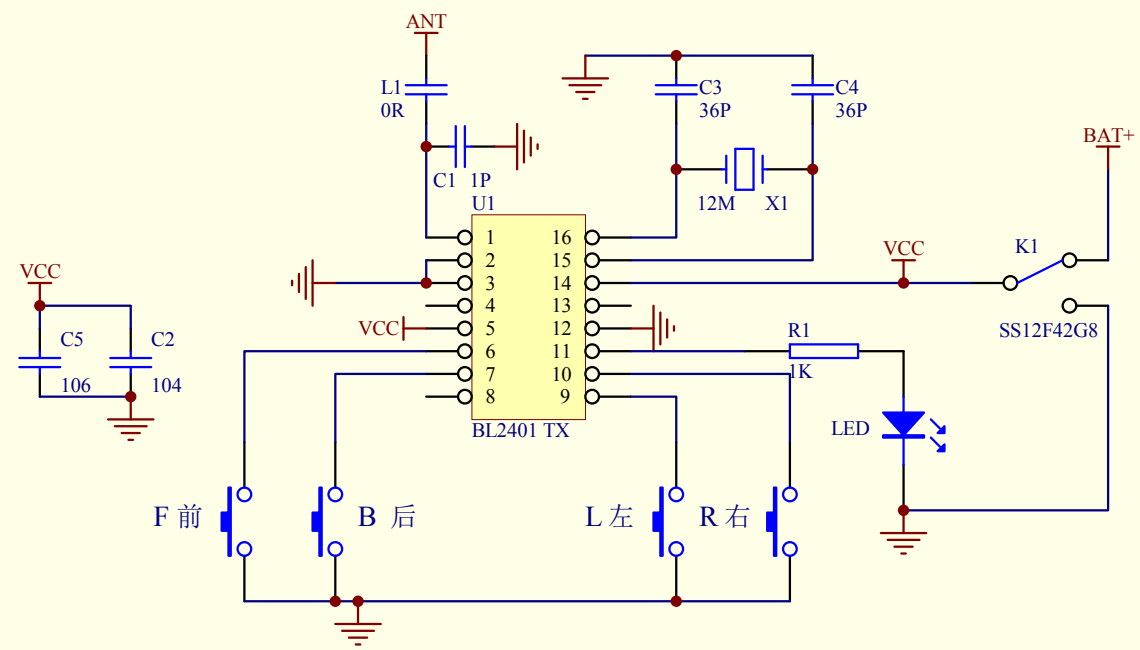 ANT
L1
0R
C3
36P
C4
36P
BAT+
C1 1P
12M X1
U1
1 16
2 15
3 14
4 13
5 12
6 11
7 10
8 9
BL2401 TX
VCC
K1
SS12F42G8
VCC
C5
106
C2
104
VCC
R1
1K
LED
F 前
B 后
L 左
R 右